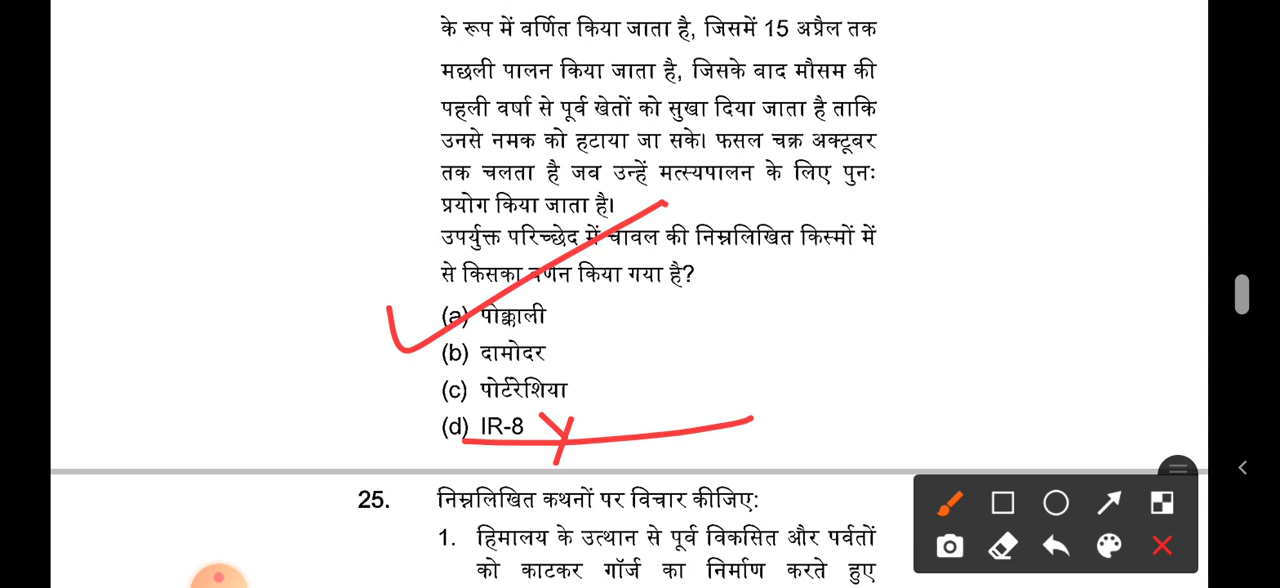 के रूप में वर्णित किया जाता है, जिसमें 15 अप्रैल तक
मछली पालन किया जाता है, जिसके बाद मौसम की
पहली वर्षा से पूर्व खेतों को सुखा दिया जाता है ताकि
उनसे नमक को हटाया जा सके। फसल चक्र अक्टूबर
तक चलता है जब उन्हें मत्स्यपालन के लिए पुनः
प्रयोग किया जाता है।
उपर्युक्त परिच्छेद में चावल की निम्नलिखित किस्मों में
से किसका वर्णन किया गया है?
(a) पोक्काली
(b) दामोदर
(c) पोर्टरेशिया
(d) IR-8
25. निम्नलिखित कथनों पर विचार कीजिए:
1. हिमालय के उत्थान से पूर्व विकसित और पर्वतों
को काटकर गॉर्ज का निर्माण करते हुए